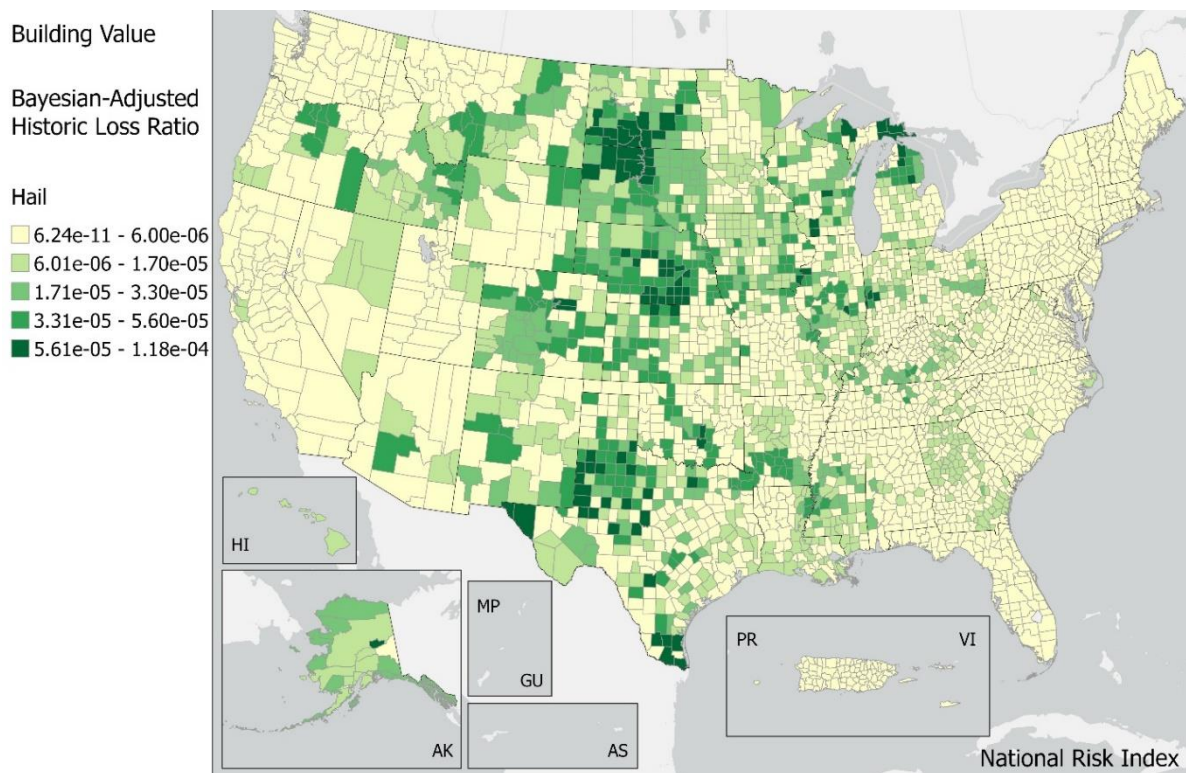 Building Value
Bayesian-Adjusted
Historic Loss Ratio
Hail
6.24e-11 - 6.00e-06
6.01e-06 - 1.70e-05
1.71e-05 - 3.30e-05
3.31e-05 - 5.60e-05
5.61e-05 - 1.18e-04
HI
AK
MP
GU
AS
PR
VI
National Risk Index